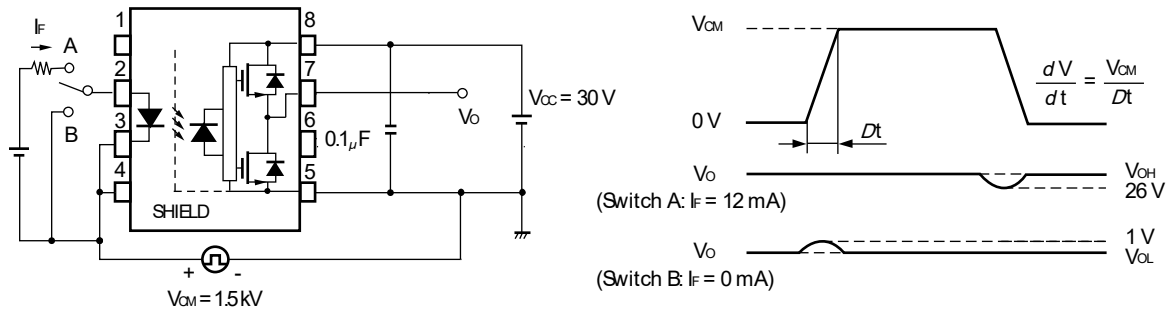 IF
A
B
1
2
3
4
8
7
6
5
SHIELD
0.1μF
VO
VCC = 30 V
+
-
VCM = 1.5 kV
VCM
0 V
Dt
dV
dt
=
VCM
Dt
VO
(Switch A: IF = 12 mA)
VOH
26 V
VO
(Switch B: IF = 0 mA)
1 V
VOL